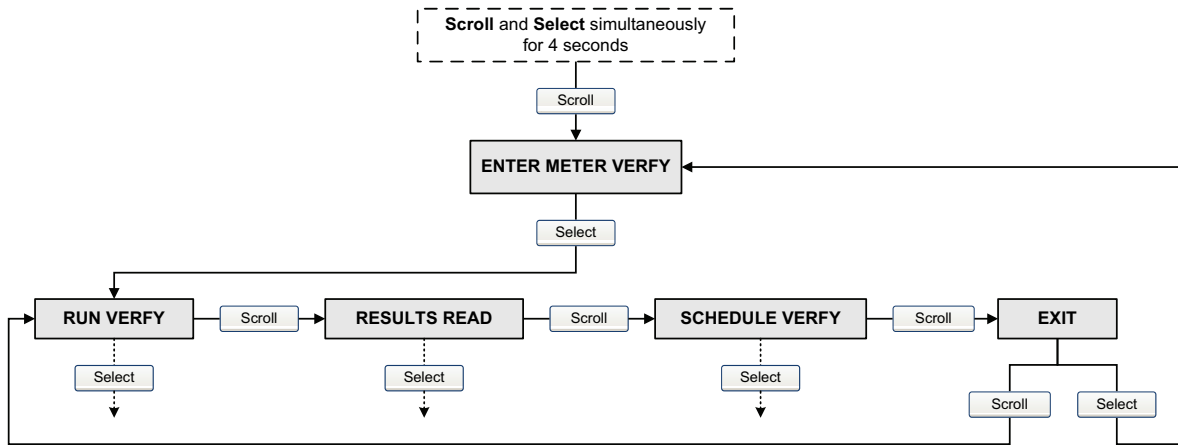 Scroll and Select simultaneously
for 4 seconds
Scroll
ENTER METER VERFY
Select
RUN VERFY
Scroll
RESULTS READ
Scroll
SCHEDULE VERFY
Scroll
EXIT
Select
Select
Select
Scroll
Select